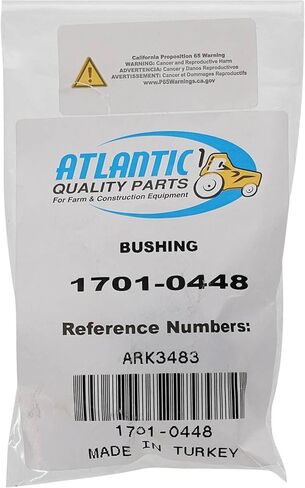 California Proposition 65 Warning
WARNING: Cancer and Reproductive Harm
ADVERTENCIA: Cancer y Danos Reproductivos
AVERTISSEMENT: Cancer et Dommages Reproductifs
www.P65Warnings.ca.gov
ATLANTIC
QUALITY PARTS
For Farm & Construction Equipment
BUSHING
1701-0448
Reference Numbers:
ARK3483
1701-0448
MADE IN TURKEY